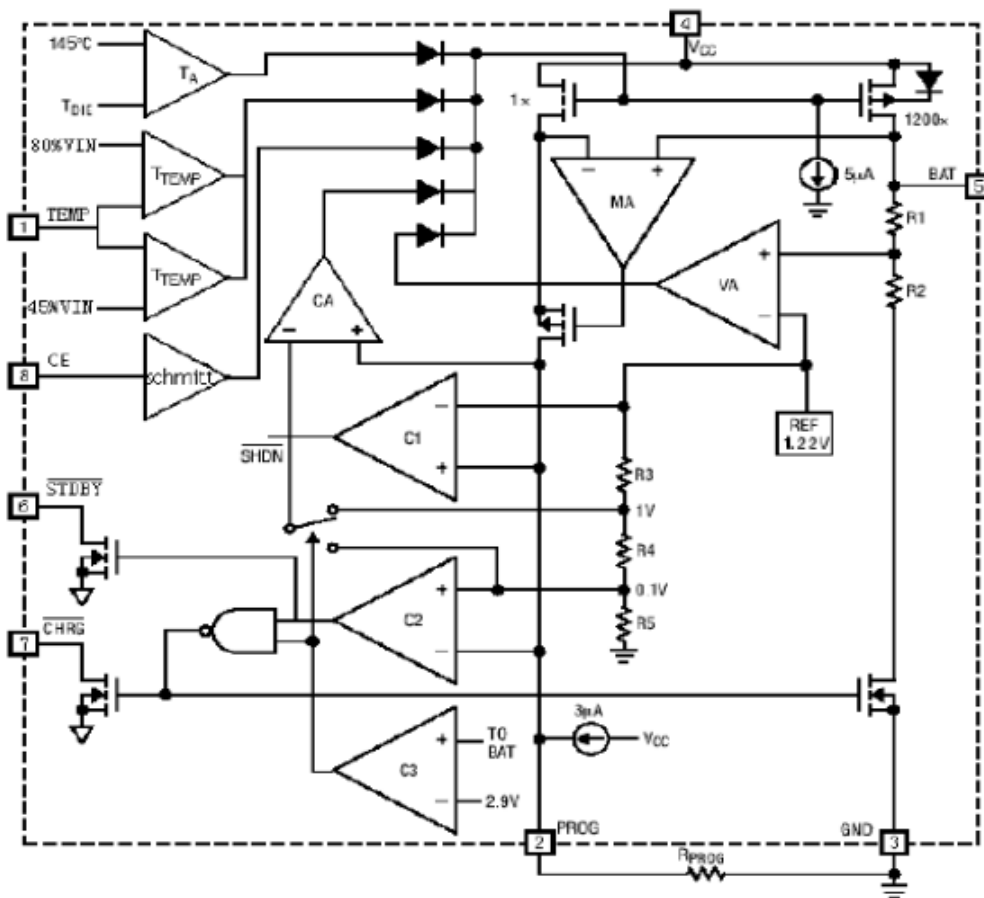 4
145°C
VCC
TA
TDIE
1×
1200×
80%VIN
TTEMP
5μA
BAT
5
MA
- +
1
TEMP
R1
TTEMP
VA
+
-
R2
CA
- +
45%VIN
8
CE
schmitt
REF
1.22V
C1
-
+
SHDN
R3
6
STDBY
1V
R4
C2
+
-
0.1V
R5
7
CHRG
3μA
VCC
C3
+
-
TO
BAT
2.9V
PROG
2
GND
3
RPROG